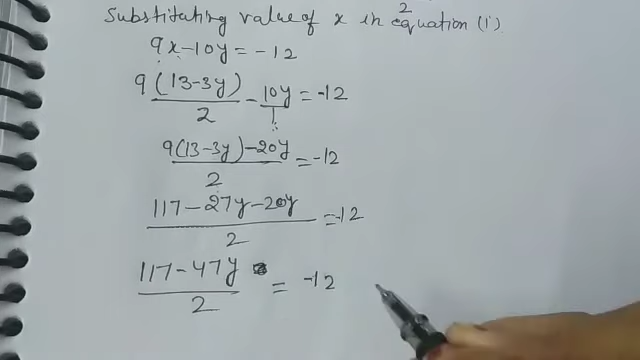 Substituting value of x in equation (i)
2
9x-10y=-12
9(13-3y)/2 - 10y/1 = -12
9(13-3y)-20y/2 = -12
117-27y-20y/2 = -12
117-47y/2 = -12